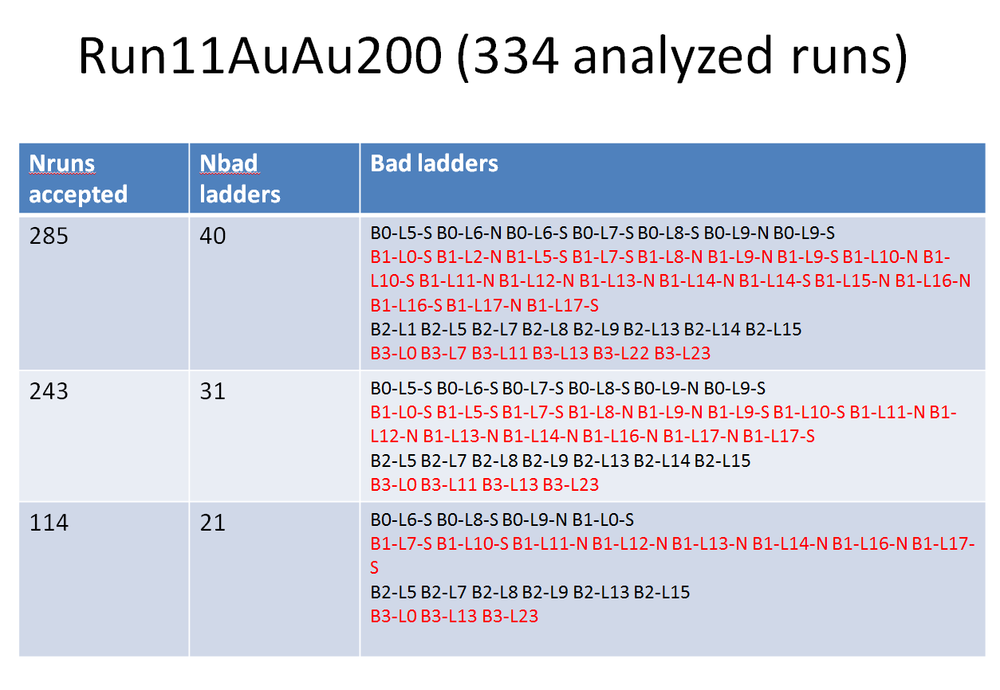 Run11AuAu200 (334 analyzed runs)
Nruns
accepted
Nbad
ladders
Bad ladders
285
40
B0-L5-S B0-L6-N B0-L6-S B0-L7-S B0-L8-S B0-L9-N B0-L9-S
B1-L0-S B1-L2-N B1-L5-S B1-L7-S B1-L8-N B1-L9-N B1-L9-S B1-L10-N B1-
L10-S B1-L11-N B1-L12-N B1-L13-N B1-L14-N B1-L14-S B1-L15-N B1-L16-N
B1-L16-S B1-L17-N B1-L17-S
B2-L1 B2-L5 B2-L7 B2-L8 B2-L9 B2-L13 B2-L14 B2-L15
B3-L0 B3-L7 B3-L11 B3-L13 B3-L22 B3-L23
243
31
B0-L5-S B0-L6-S B0-L7-S B0-L8-S B0-L9-N B0-L9-S
B1-L0-S B1-L5-S B1-L7-S B1-L8-N B1-L9-N B1-L9-S B1-L10-S B1-L11-N B1-
L12-N B1-L13-N B1-L14-N B1-L16-N B1-L17-N B1-L17-S
B2-L5 B2-L7 B2-L8 B2-L9 B2-L13 B2-L14 B2-L15
B3-L0 B3-L11 B3-L13 B3-L23
114
21
B0-L6-S B0-L8-S B0-L9-N B1-L0-S
B1-L7-S B1-L10-S B1-L11-N B1-L12-N B1-L13-N B1-L14-N B1-L16-N B1-L17-
S
B2-L5 B2-L7 B2-L8 B2-L9 B2-L13 B2-L15
B3-L0 B3-L13 B3-L23